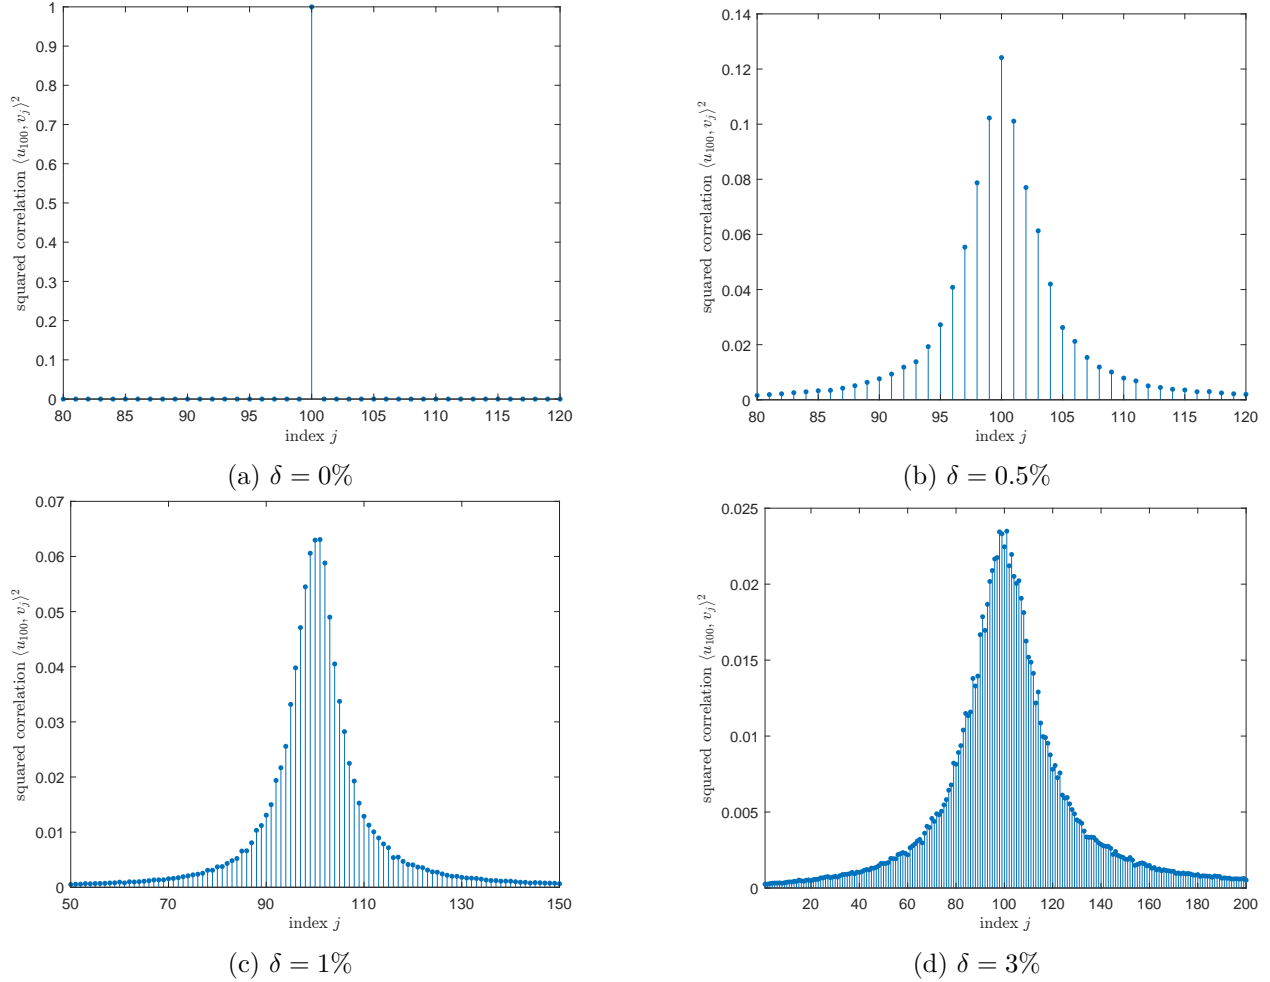 squared correlation ⟨u₁₀₀, vⱼ⟩²
1
0.9
0.8
0.7
0.6
0.5
0.4
0.3
0.2
0.1
0
80 85 90 95 100 105 110 115 120
index j
(a) δ = 0%
squared correlation ⟨u₁₀₀, vⱼ⟩²
0.14
0.12
0.1
0.08
0.06
0.04
0.02
0
80 85 90 95 100 105 110 115 120
index j
(b) δ = 0.5%
squared correlation ⟨u₁₀₀, vⱼ⟩²
0.07
0.06
0.05
0.04
0.03
0.02
0.01
0
50 70 90 110 130 150
index j
(c) δ = 1%
squared correlation ⟨u₁₀₀, vⱼ⟩²
0.025
0.02
0.015
0.01
0.005
0
20 40 60 80 100 120 140 160 180 200
index j
(d) δ = 3%